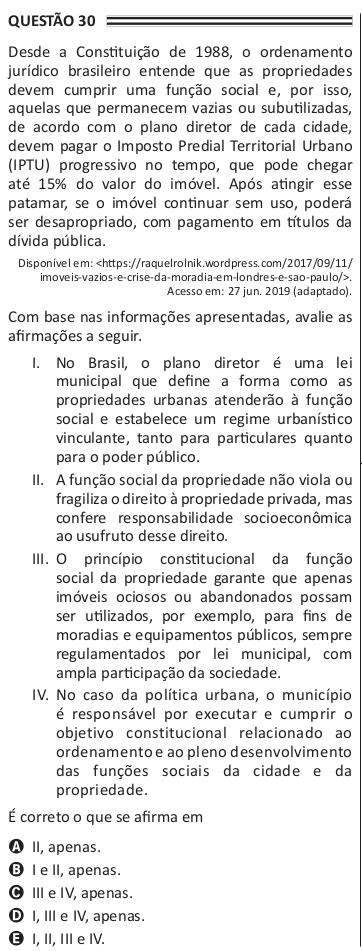 QUESTÃO 30
Desde a Constituição de 1988, o ordenamento
jurídico brasileiro entende que as propriedades
devem cumprir uma função social e, por isso,
aquelas que permanecem vazias ou subutilizadas,
de acordo com o plano diretor de cada cidade,
devem pagar o Imposto Predial Territorial Urbano
(IPTU) progressivo no tempo, que pode chegar
até 15% do valor do imóvel. Após atingir esse
patamar, se o imóvel continuar sem uso, poderá
ser desapropriado, com pagamento em títulos da
dívida pública.
Disponível em: <https://raquelrolnik.wordpress.com/2017/09/11/
imoveis-vazios-e-crise-da-moradia-em-londres-e-sao-paulo/>.
Acesso em: 27 jun. 2019 (adaptado).
Com base nas informações apresentadas, avalie as
afirmações a seguir.
I. No Brasil, o plano diretor é uma lei
municipal que define a forma como as
propriedades urbanas atenderão à função
social e estabelece um regime urbanístico
vinculante, tanto para particulares quanto
para o poder público.
II. A função social da propriedade não viola ou
fragiliza o direito à propriedade privada, mas
confere responsabilidade socioeconômica
ao usufruto desse direito.
III. O princípio constitucional da função
social da propriedade garante que apenas
imóveis ociosos ou abandonados possam
ser utilizados, por exemplo, para fins de
moradias e equipamentos públicos, sempre
regulamentados por lei municipal, com
ampla participação da sociedade.
IV. No caso da política urbana, o município
é responsável por executar e cumprir o
objetivo constitucional relacionado ao
ordenamento e ao pleno desenvolvimento
das funções sociais da cidade e da
propriedade.
É correto o que se afirma em
A II, apenas.
B I e II, apenas.
C III e IV, apenas.
D I, III e IV, apenas.
E I, II, III e IV.